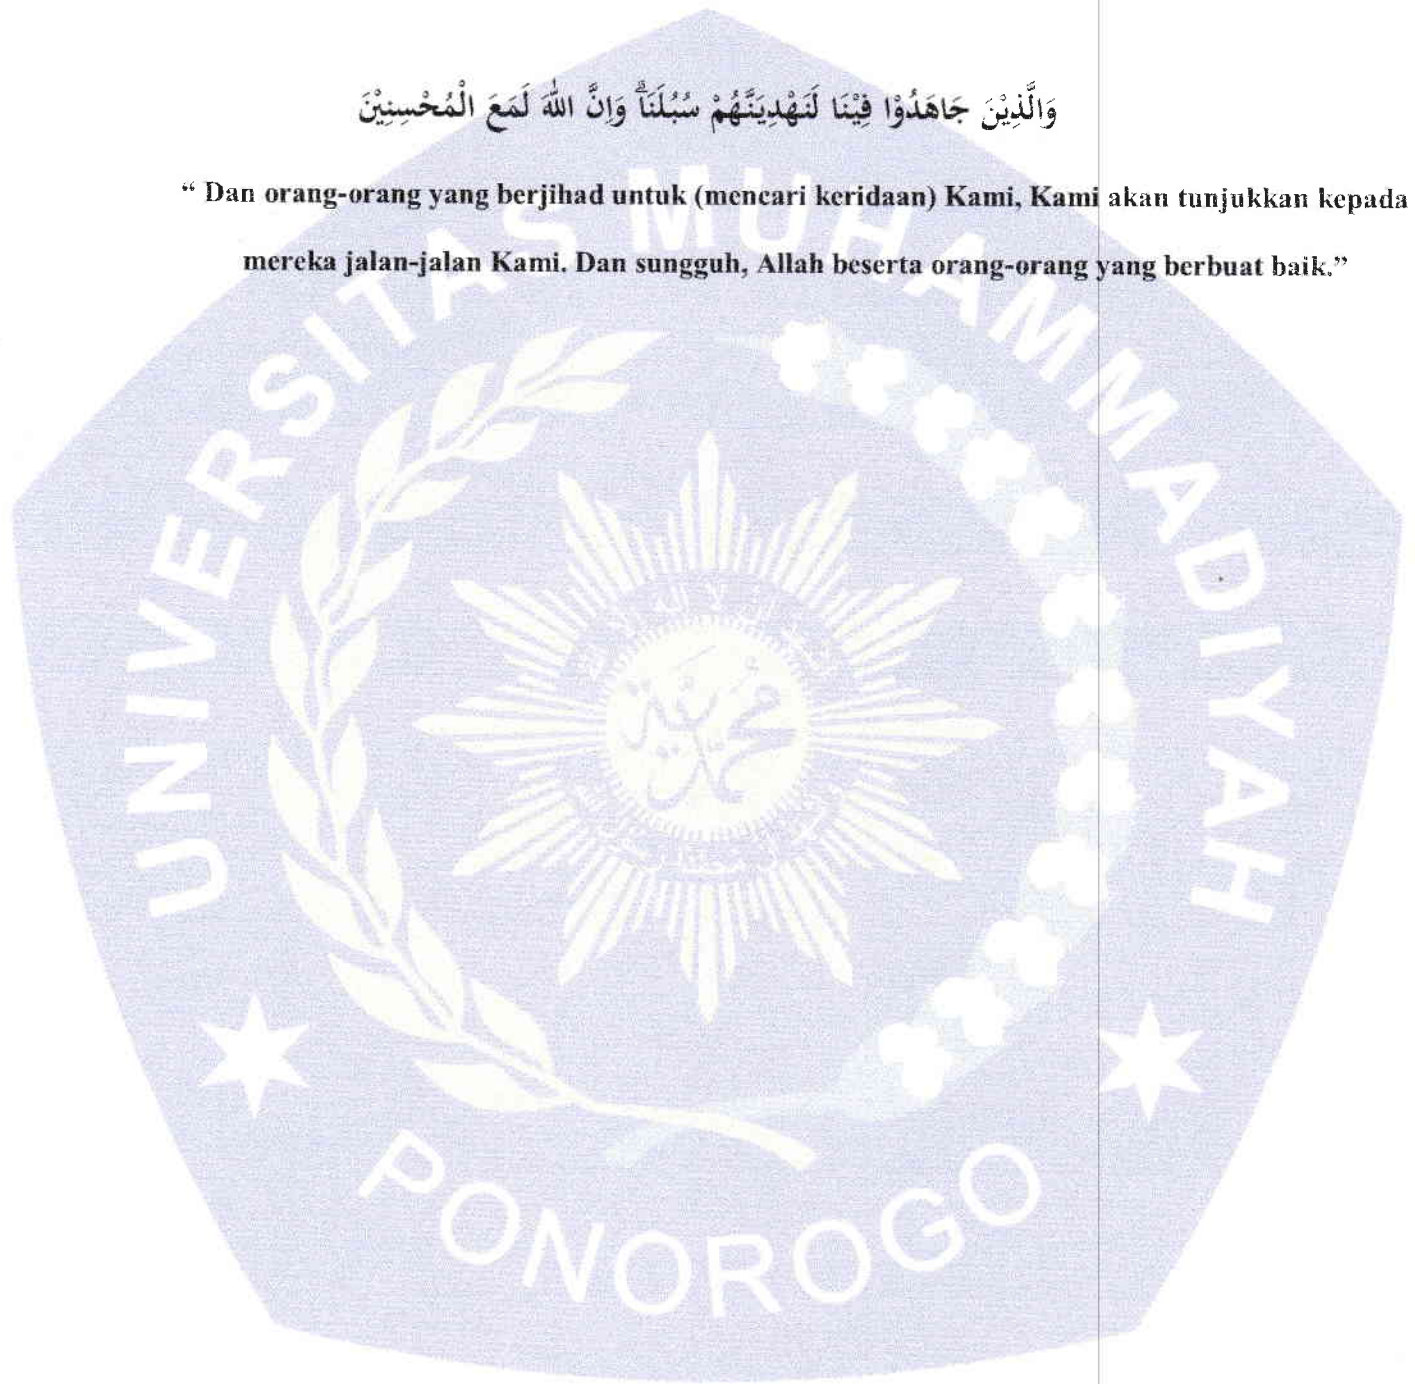 وَالَّذِيْنَ جَاهَدُوْا فِيْنَا لَنَهْدِيَنَّهُمْ سُبُلَنَاۗ وَاِنَّ اللّٰهَ لَمَعَ الْمُحْسِنِيْنَ
“ Dan orang-orang yang berjihad untuk (mencari keridaan) Kami, Kami akan tunjukkan kepada
mereka jalan-jalan Kami. Dan sungguh, Allah beserta orang-orang yang berbuat baik.”
UNIVERSITAS MUHAMMADIYAH
محمدية
PONOROGO